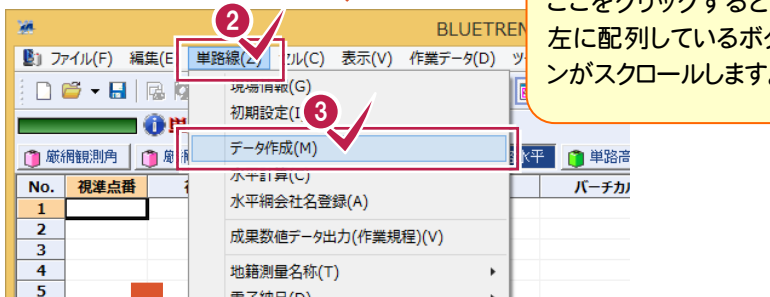 ここをクリックすると
左に配列しているボタ
ンがスクロールします。
BLUETREN
2
ファイル(F) 編集(E 単路線(Z) セル(C) 表示(V) 作業データ(D) ツ
現場情報(G)
初期設定(I)
3
データ作成(M)
水平計算(C)
水平網会社名登録(A)
成果数値データ出力(作業規程)(V)
地籍測量名称(T)
電子納品(D)
厳網観測角 厳 水平 単路高
No. 視準点番 バーチカル
1
2
3
4
5